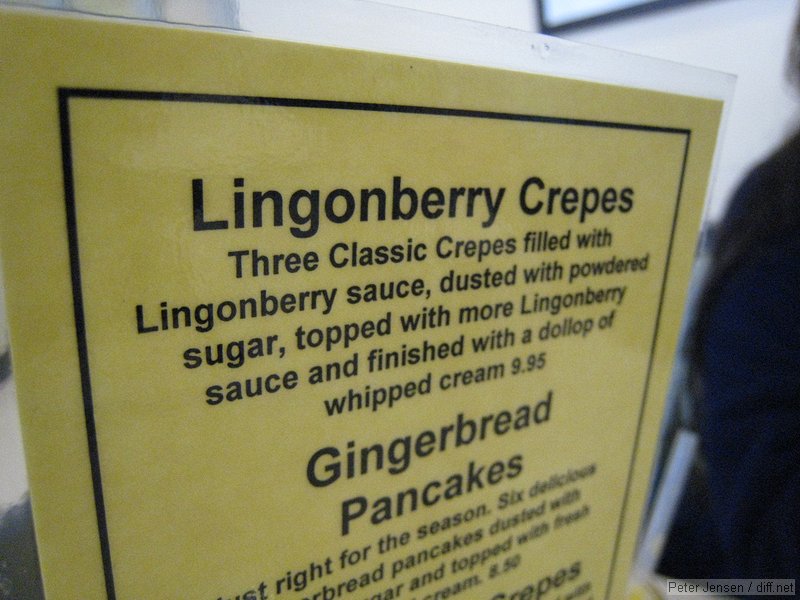 Lingonberry Crepes
Three Classic Crepes filled with
Lingonberry sauce, dusted with powdered
sugar, topped with more Lingonberry
sauce and finished with a dollop of
whipped cream 9.95
Gingerbread
Pancakes
right for the season. Six delicious
pancakes dusted with
and topped with fresh
cream. 8.50
Crepes
with
Peter Jensen / diff.net